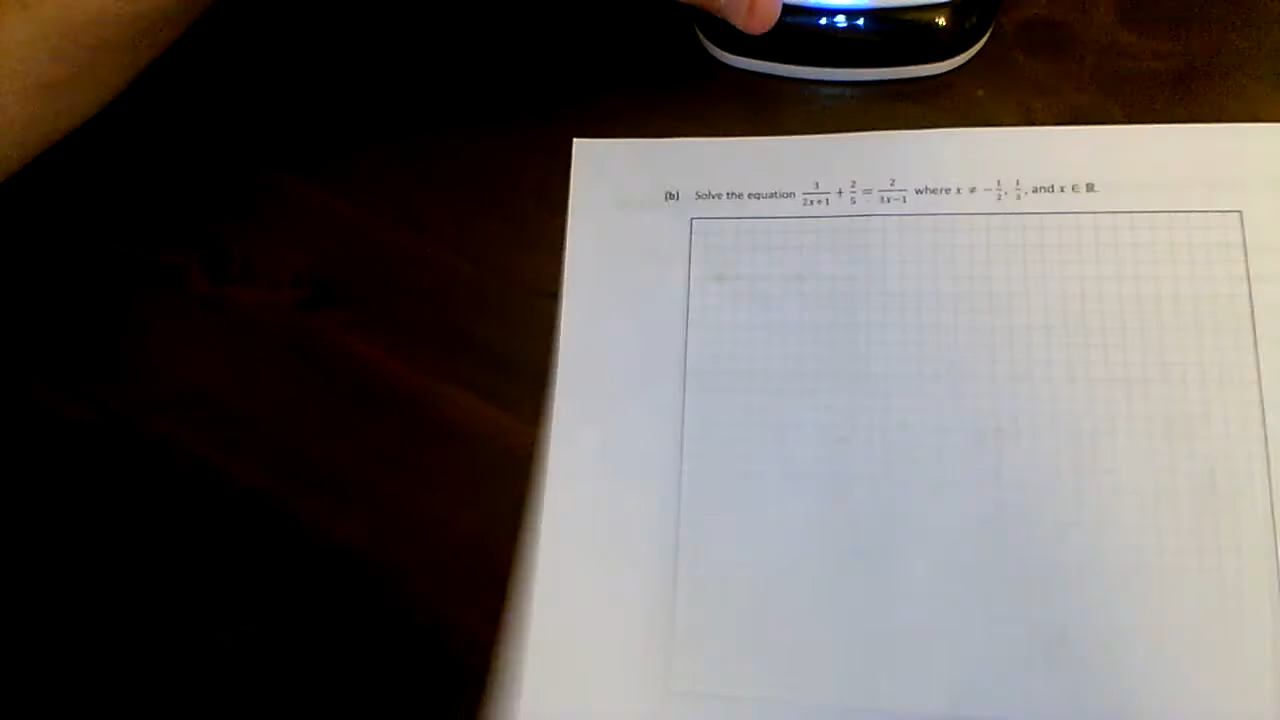 (b) Solve the equation 3/(2x+1) + 2/5 = 2/(3x−1) where x ≠ −1/2, 1/3, and x ∈ ℝ.